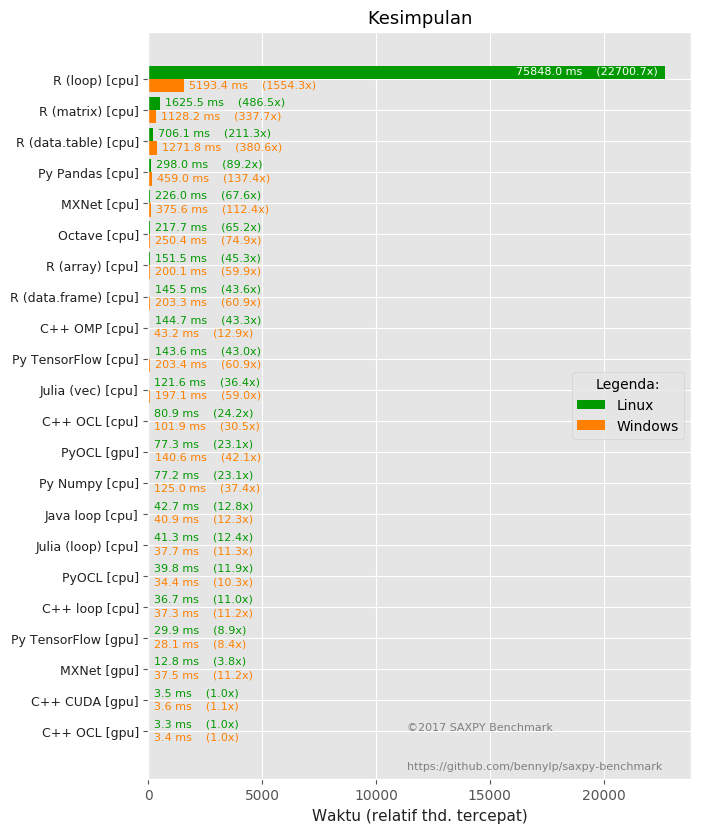 Kesimpulan
R (loop) [cpu]
75848.0 ms (22700.7x)
5193.4 ms (1554.3x)
R (matrix) [cpu]
1625.5 ms (486.5x)
1128.2 ms (337.7x)
R (data.table) [cpu]
706.1 ms (211.3x)
1271.8 ms (380.6x)
Py Pandas [cpu]
298.0 ms (89.2x)
459.0 ms (137.4x)
MXNet [cpu]
226.0 ms (67.6x)
375.6 ms (112.4x)
Octave [cpu]
217.7 ms (65.2x)
250.4 ms (74.9x)
R (array) [cpu]
151.5 ms (45.3x)
200.1 ms (59.9x)
R (data.frame) [cpu]
145.5 ms (43.6x)
203.3 ms (60.9x)
C++ OMP [cpu]
144.7 ms (43.3x)
43.2 ms (12.9x)
Py TensorFlow [cpu]
143.6 ms (43.0x)
203.4 ms (60.9x)
Julia (vec) [cpu]
121.6 ms (36.4x)
197.1 ms (59.0x)
C++ OCL [cpu]
80.9 ms (24.2x)
101.9 ms (30.5x)
PyOCL [gpu]
77.3 ms (23.1x)
140.6 ms (42.1x)
Py Numpy [cpu]
77.2 ms (23.1x)
125.0 ms (37.4x)
Java loop [cpu]
42.7 ms (12.8x)
40.9 ms (12.3x)
Julia (loop) [cpu]
41.3 ms (12.4x)
37.7 ms (11.3x)
PyOCL [cpu]
39.8 ms (11.9x)
34.4 ms (10.3x)
C++ loop [cpu]
36.7 ms (11.0x)
37.3 ms (11.2x)
Py TensorFlow [gpu]
29.9 ms (8.9x)
28.1 ms (8.4x)
MXNet [gpu]
12.8 ms (3.8x)
37.5 ms (11.2x)
C++ CUDA [gpu]
3.5 ms (1.0x)
3.6 ms (1.1x)
C++ OCL [gpu]
3.3 ms (1.0x)
3.4 ms (1.0x)
Legenda:
Linux
Windows
©2017 SAXPY Benchmark
https://github.com/bennylp/saxpy-benchmark
0 5000 10000 15000 20000
Waktu (relatif thd. tercepat)